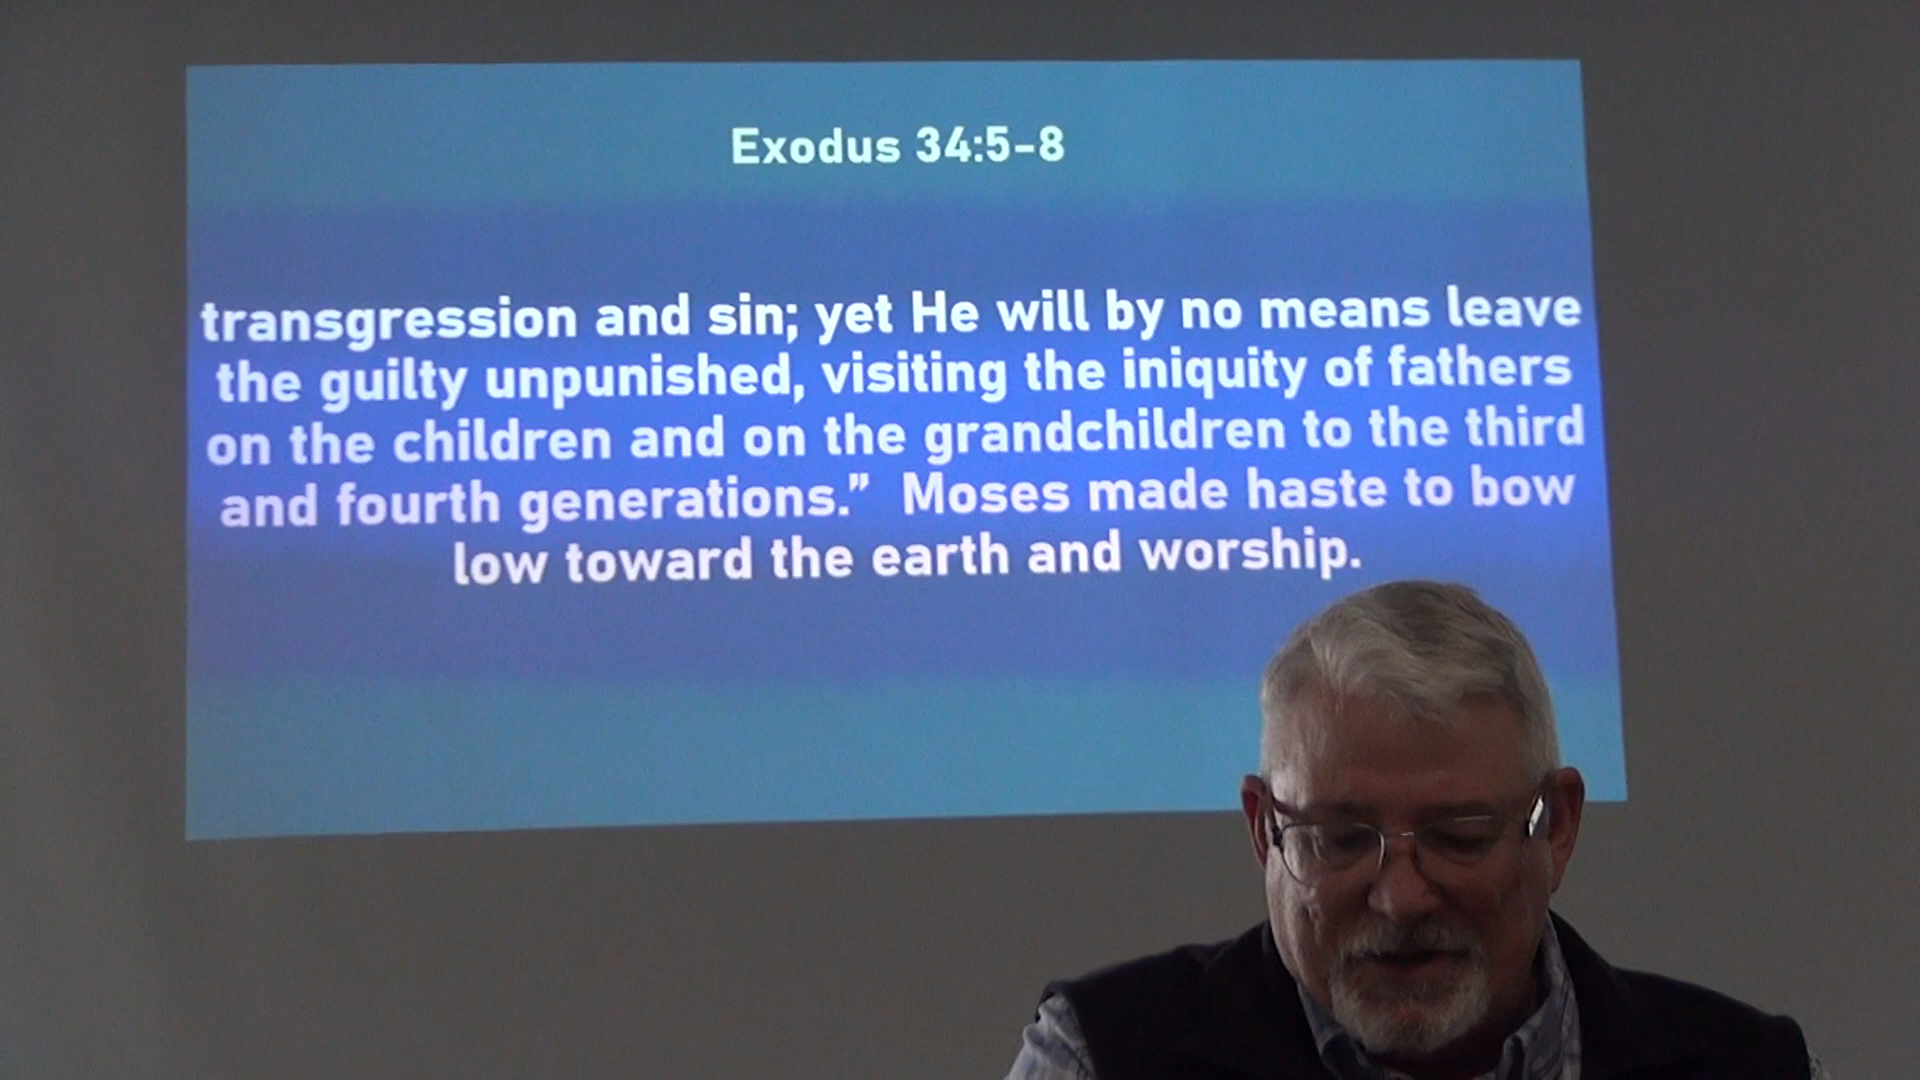 Exodus 34:5-8
transgression and sin; yet He will by no means leave
the guilty unpunished, visiting the iniquity of fathers
on the children and on the grandchildren to the third
and fourth generations.”  Moses made haste to bow
low toward the earth and worship.